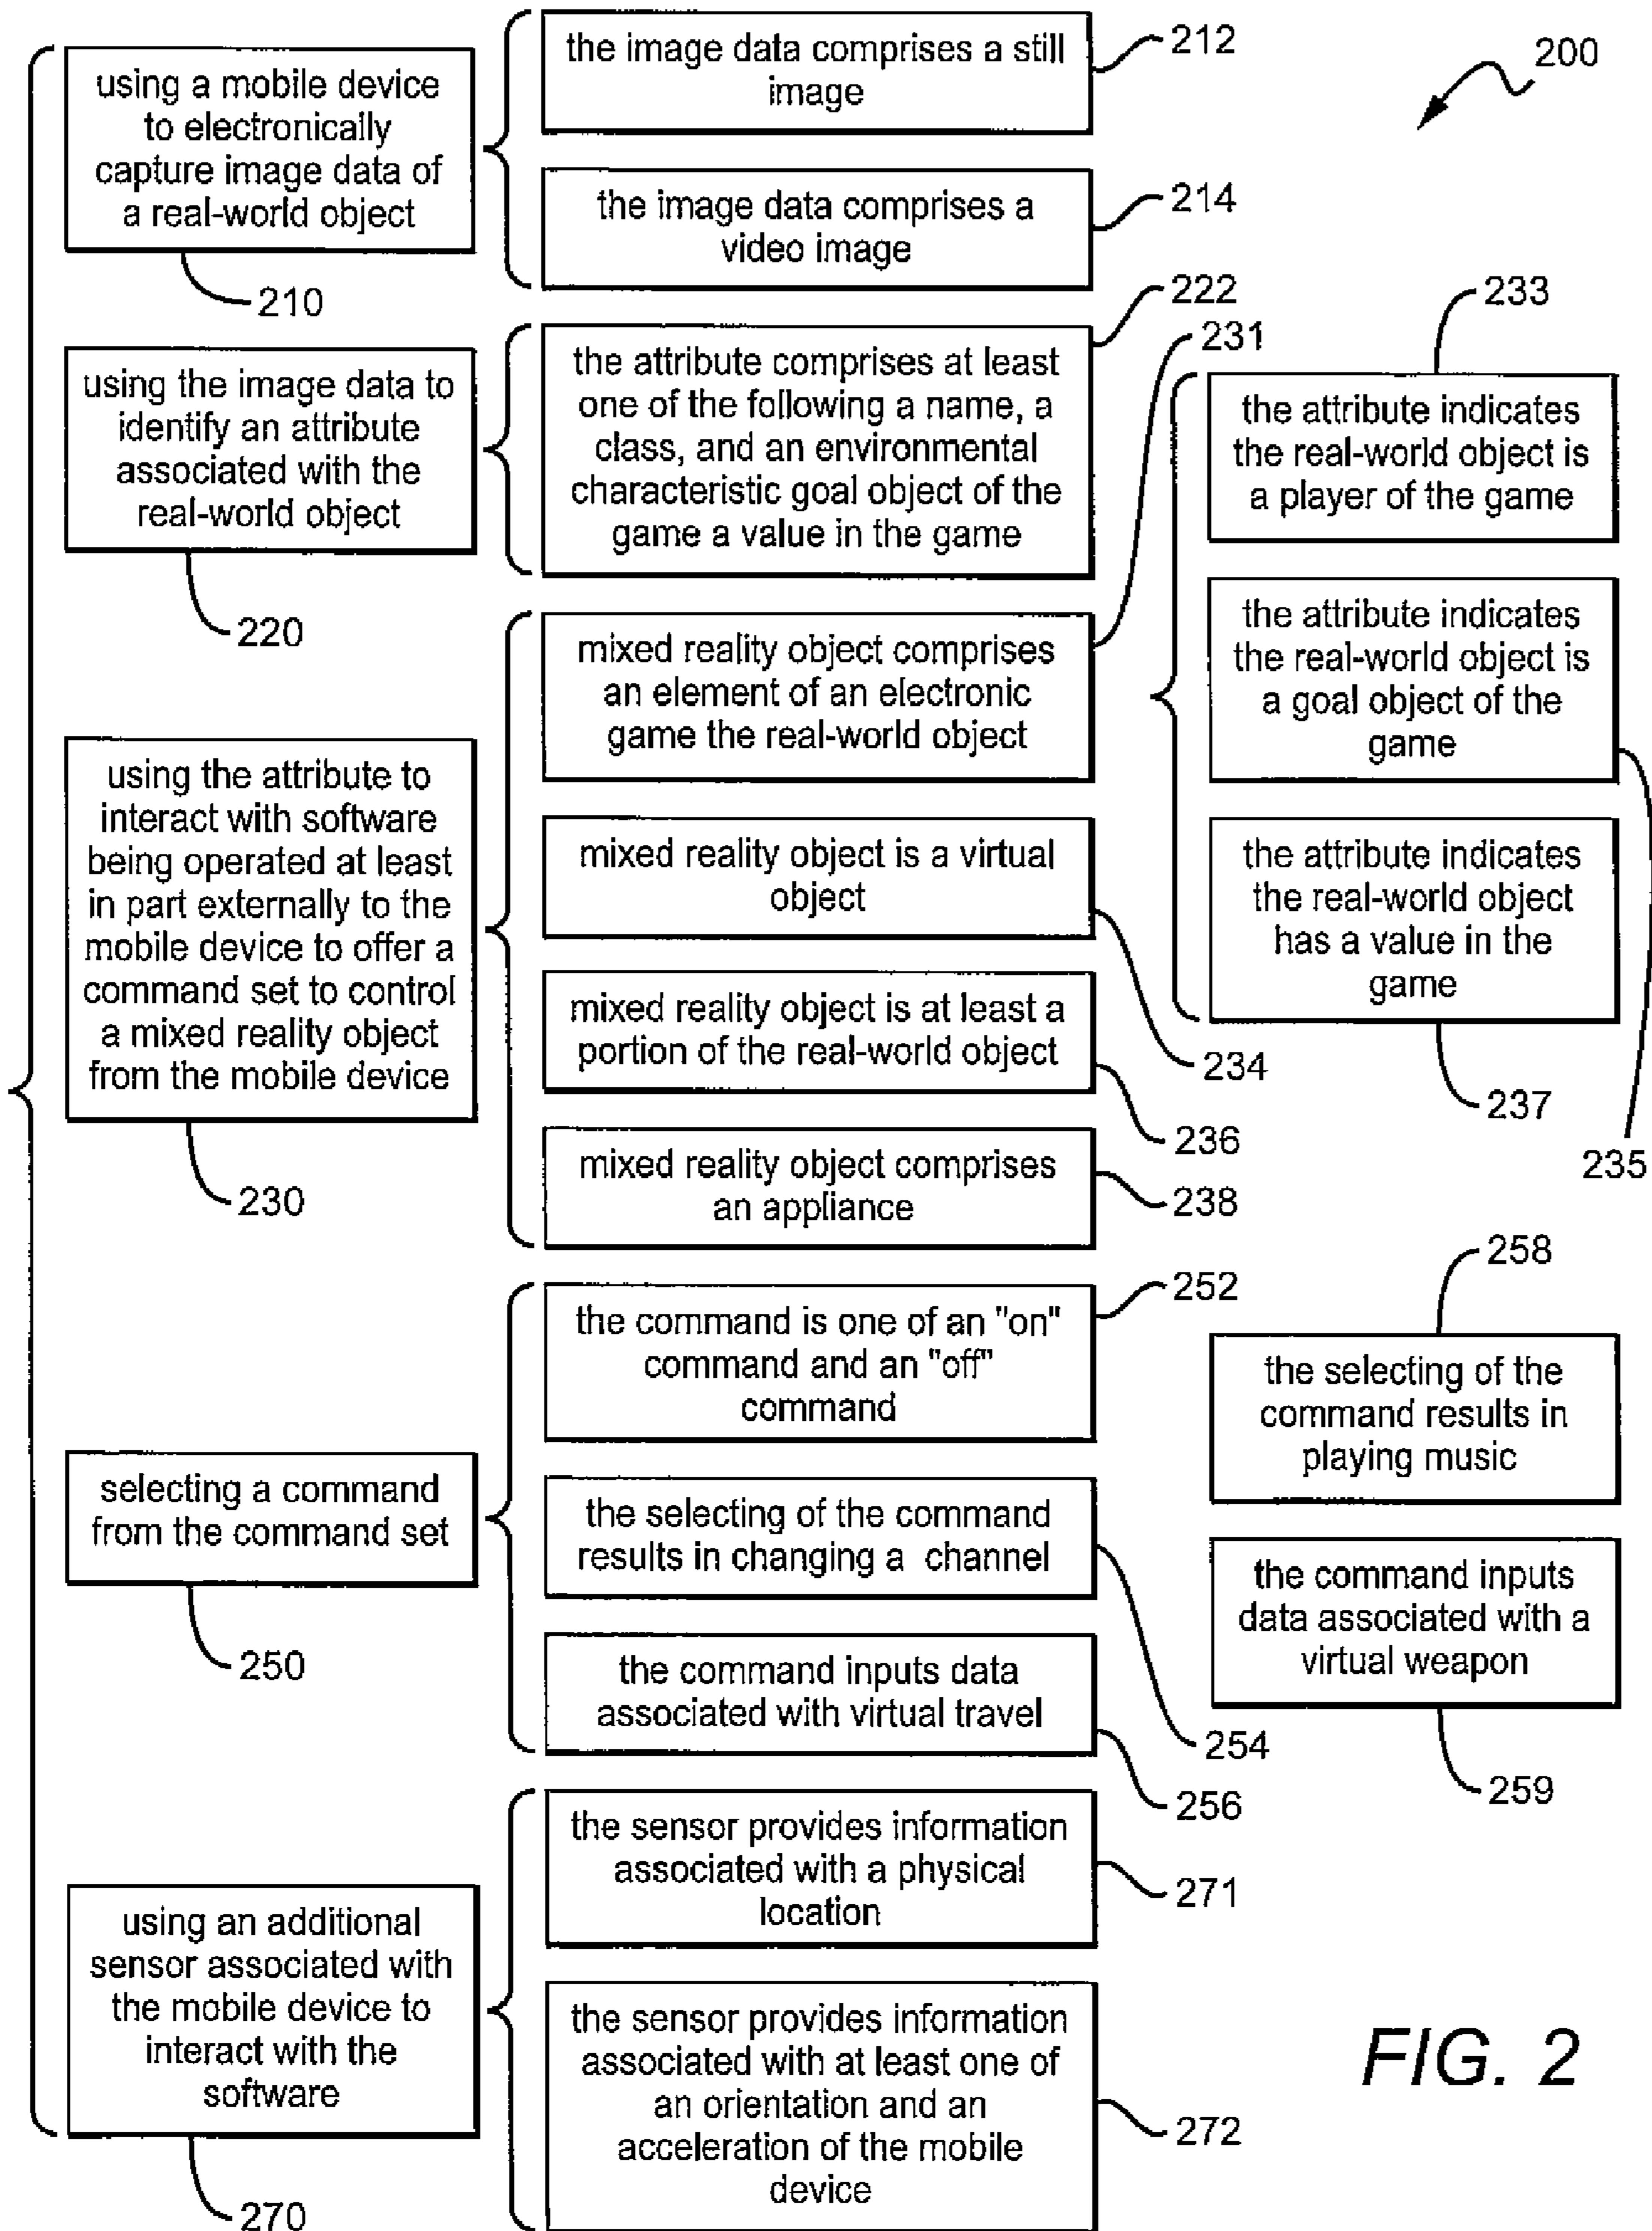 200
using a mobile device
to electronically
capture image data of
a real-world object
210
the image data comprises a still
image
212
the image data comprises a
video image
214
using the image data to
identify an attribute
associated with the
real-world object
220
the attribute comprises at least
one of the following a name, a
class, and an environmental
characteristic goal object of the
game a value in the game
222
using the attribute to
interact with software
being operated at least
in part externally to the
mobile device to offer a
command set to control
a mixed reality object
from the mobile device
230
mixed reality object comprises
an element of an electronic
game the real-world object
231
the attribute indicates
the real-world object is
a player of the game
233
the attribute indicates
the real-world object is
a goal object of the
game
235
the attribute indicates
the real-world object
has a value in the
game
237
mixed reality object is a virtual
object
234
mixed reality object is at least a
portion of the real-world object
236
mixed reality object comprises
an appliance
238
selecting a command
from the command set
250
the command is one of an "on"
command and an "off"
command
252
the selecting of the command
results in changing a channel
254
the command inputs data
associated with virtual travel
256
the selecting of the
command results in
playing music
258
the command inputs
data associated with a
virtual weapon
259
using an additional
sensor associated with
the mobile device to
interact with the
software
270
the sensor provides information
associated with a physical
location
271
the sensor provides information
associated with at least one of
an orientation and an
acceleration of the mobile
device
272
FIG. 2